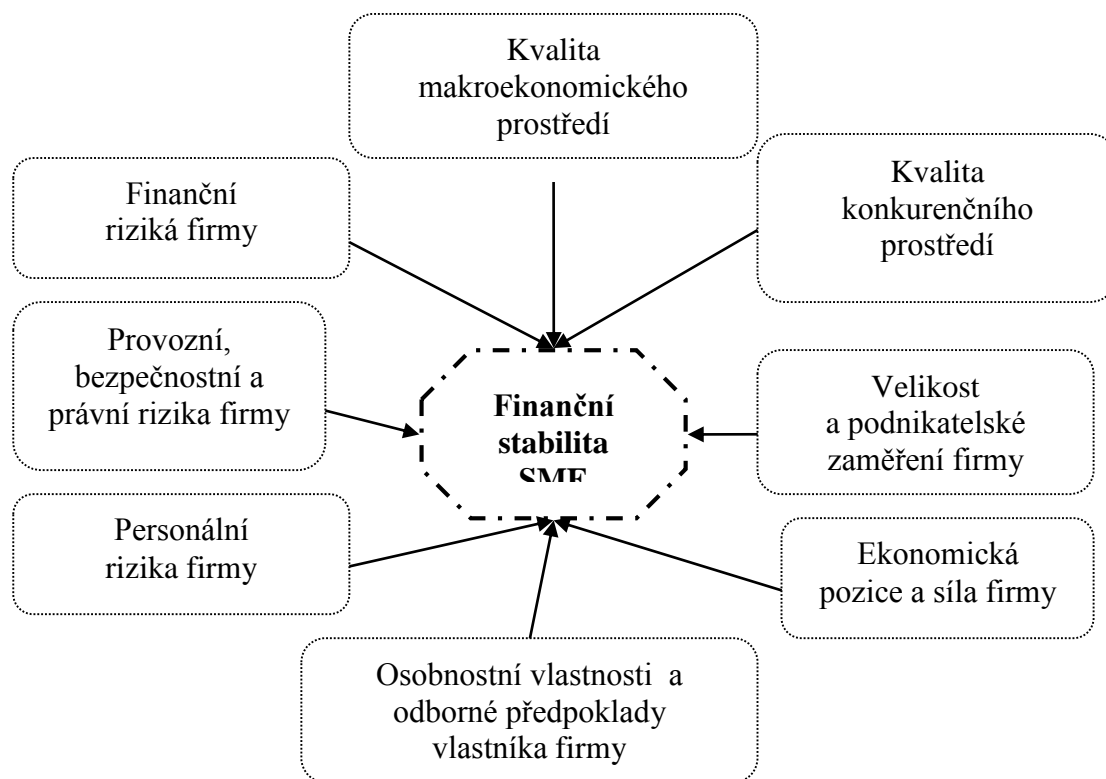 Kvalita
makroekonomického
prostředí
Finanční
riziká firmy
Kvalita
konkurenčního
prostředí
Provozní,
bezpečnostní a
právní rizika firmy
Finanční
stabilita
SME
Velikost
a podnikatelské
zaměření firmy
Personální
rizika firmy
Ekonomická
pozice a síla firmy
Osobnostní vlastnosti a
odborné předpoklady
vlastníka firmy